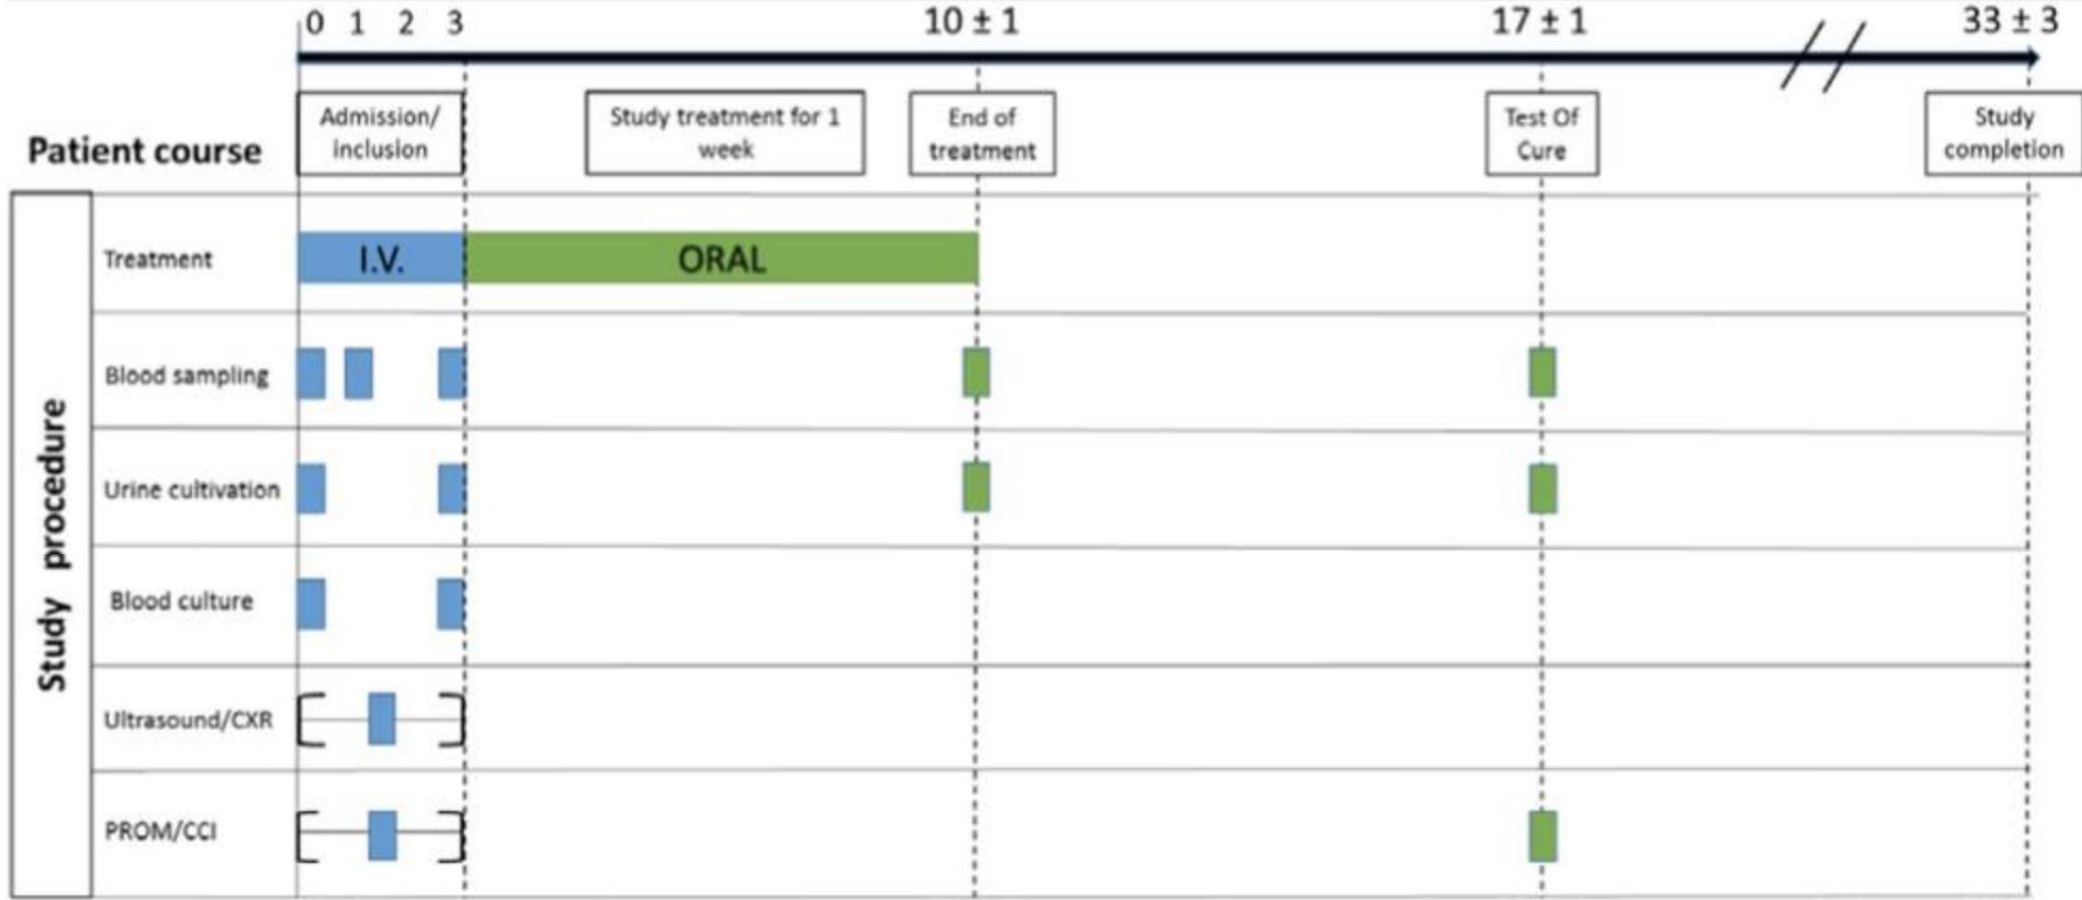 0 1 2 3 10 ± 1 17 ± 1 33 ± 3
Patient course
Admission/
inclusion
Study treatment for 1
week
End of
treatment
Test Of
Cure
Study
completion
Study procedure
Treatment
I.V.
ORAL
Blood sampling
Urine cultivation
Blood culture
Ultrasound/CXR
PROM/CCI